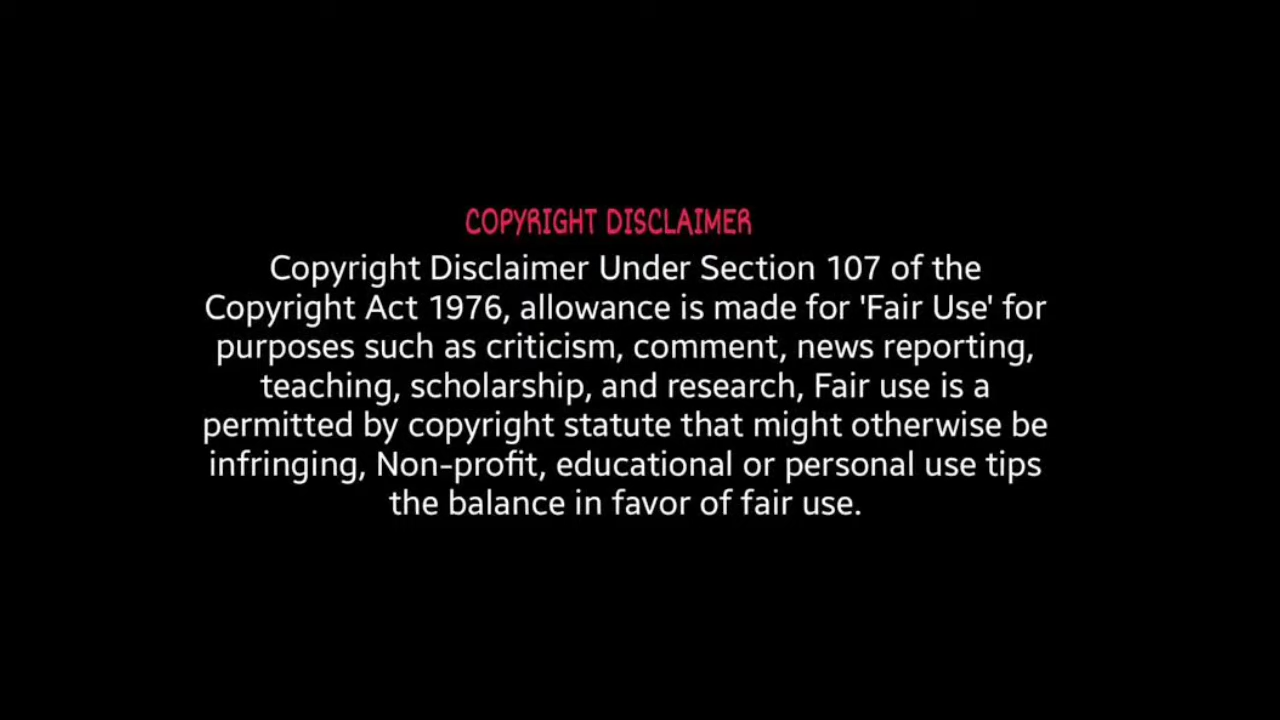 COPYRIGHT DISCLAIMER
Copyright Disclaimer Under Section 107 of the
Copyright Act 1976, allowance is made for 'Fair Use' for
purposes such as criticism, comment, news reporting,
teaching, scholarship, and research, Fair use is a
permitted by copyright statute that might otherwise be
infringing, Non-profit, educational or personal use tips
the balance in favor of fair use.